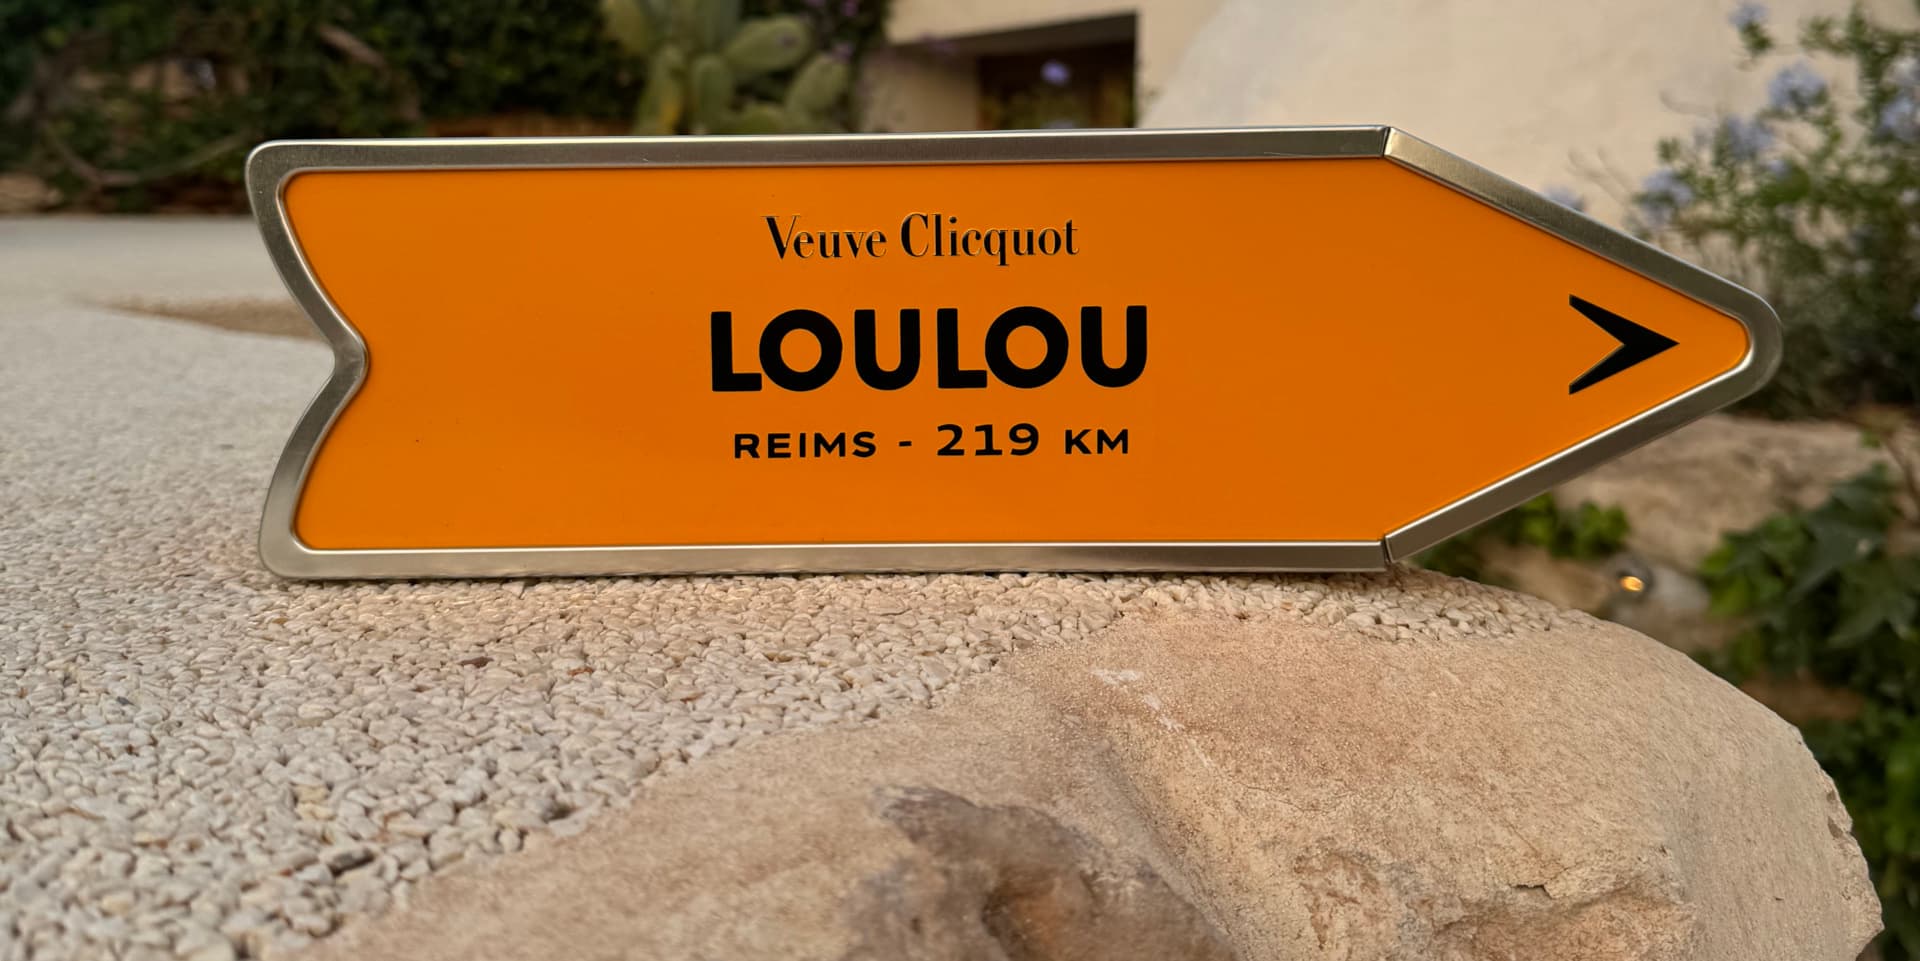 Veuve Clicquot
LOULOU
REIMS - 219 KM